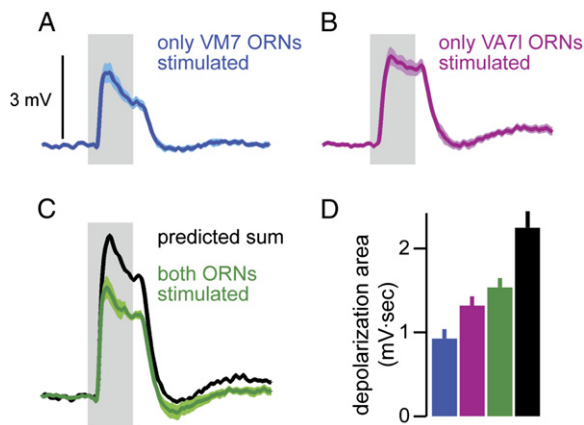 A
only VM7 ORNs
stimulated
3 mV
B
only VA7l ORNs
stimulated
C
predicted sum
both ORNs
stimulated
D
depolarization area
(mV·sec)
2
1
0